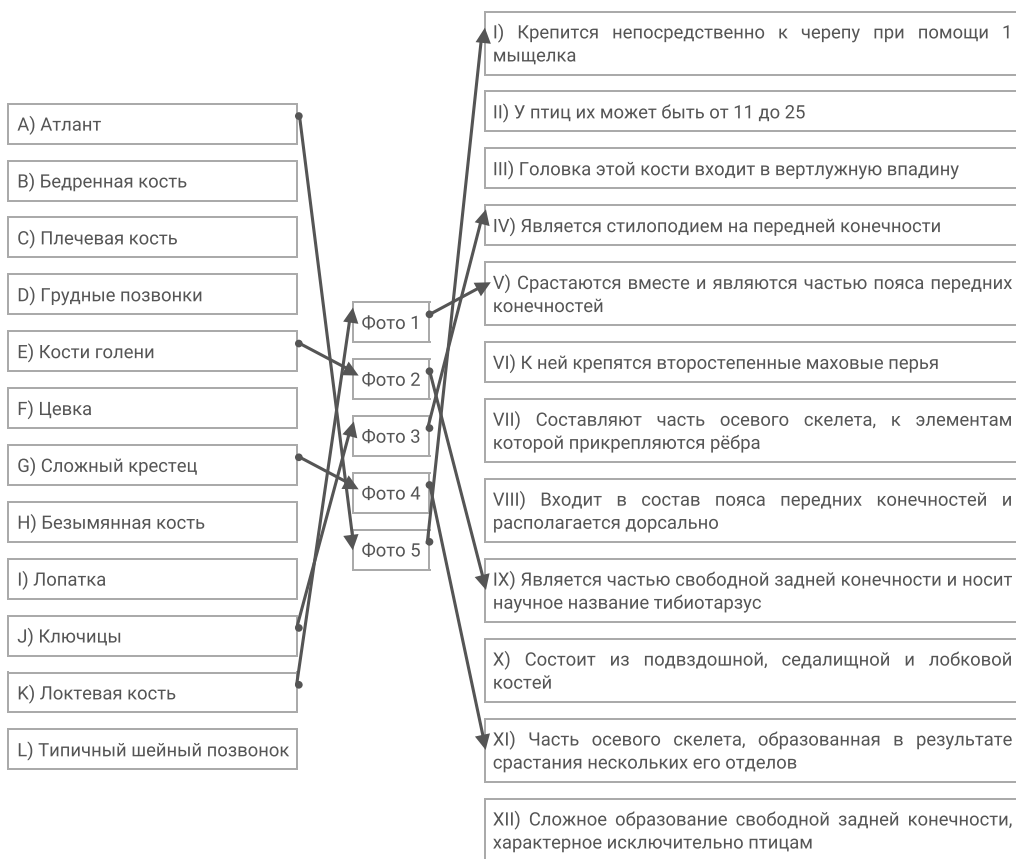 A) Атлант
B) Бедренная кость
C) Плечевая кость
D) Грудные позвонки
E) Кости голени
F) Цевка
G) Сложный крестец
H) Безымянная кость
I) Лопатка
J) Ключицы
K) Локтевая кость
L) Типичный шейный позвонок
Фото 1
Фото 2
Фото 3
Фото 4
Фото 5
I) Крепится непосредственно к черепу при помощи 1
мыщелка
II) У птиц их может быть от 11 до 25
III) Головка этой кости входит в вертлужную впадину
IV) Является стилоподием на передней конечности
V) Срастаются вместе и являются частью пояса передних
конечностей
VI) К ней крепятся второстепенные маховые перья
VII) Составляют часть осевого скелета, к элементам
которой прикрепляются рёбра
VIII) Входит в состав пояса передних конечностей и
располагается дорсально
IX) Является частью свободной задней конечности и носит
научное название тибиотарзус
X) Состоит из подвздошной, седалищной и лобковой
костей
XI) Часть осевого скелета, образованная в результате
срастания нескольких его отделов
XII) Сложное образование свободной задней конечности,
характерное исключительно птицам